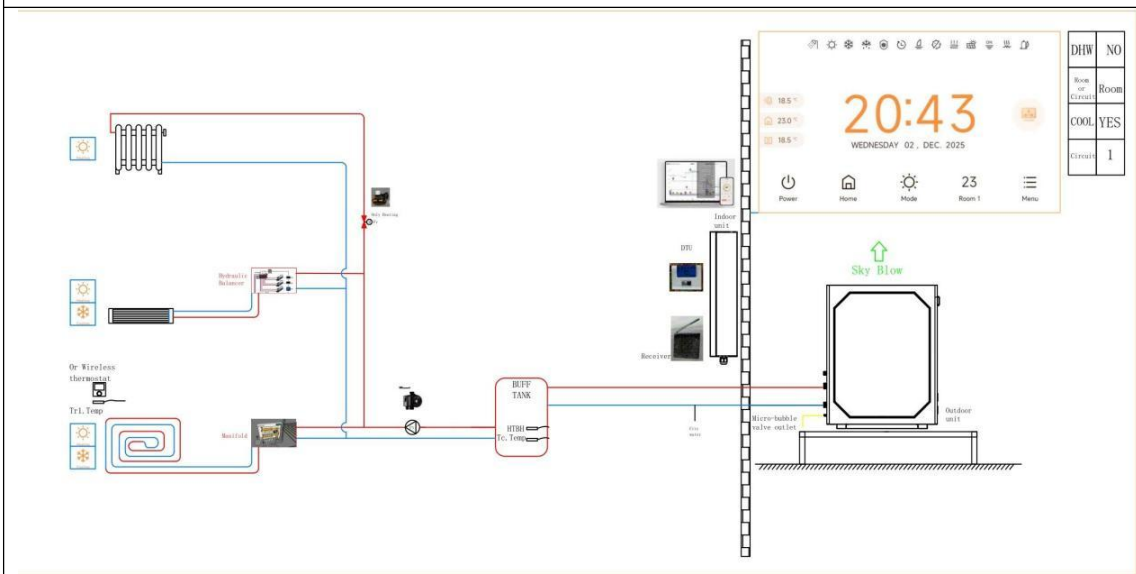 18.5 °
23.0 °
18.5 °
20:43
WEDNESDAY 02 , DEC. 2025
Power
Home
Mode
23
Room 1
Menu
DHW NO
Room
or
Circuit
Room
COOL YES
Circuit 1
Only Heating
Indoor
unit
DTU
Receiver
Sky Blow
Hydraulic
Balancer
Or Wireless
thermostat
Tr1.Temp
Manifold
BUFF
TANK
HTBH
Tc.Temp
Micro-bubble
valve outlet
Outdoor
unit